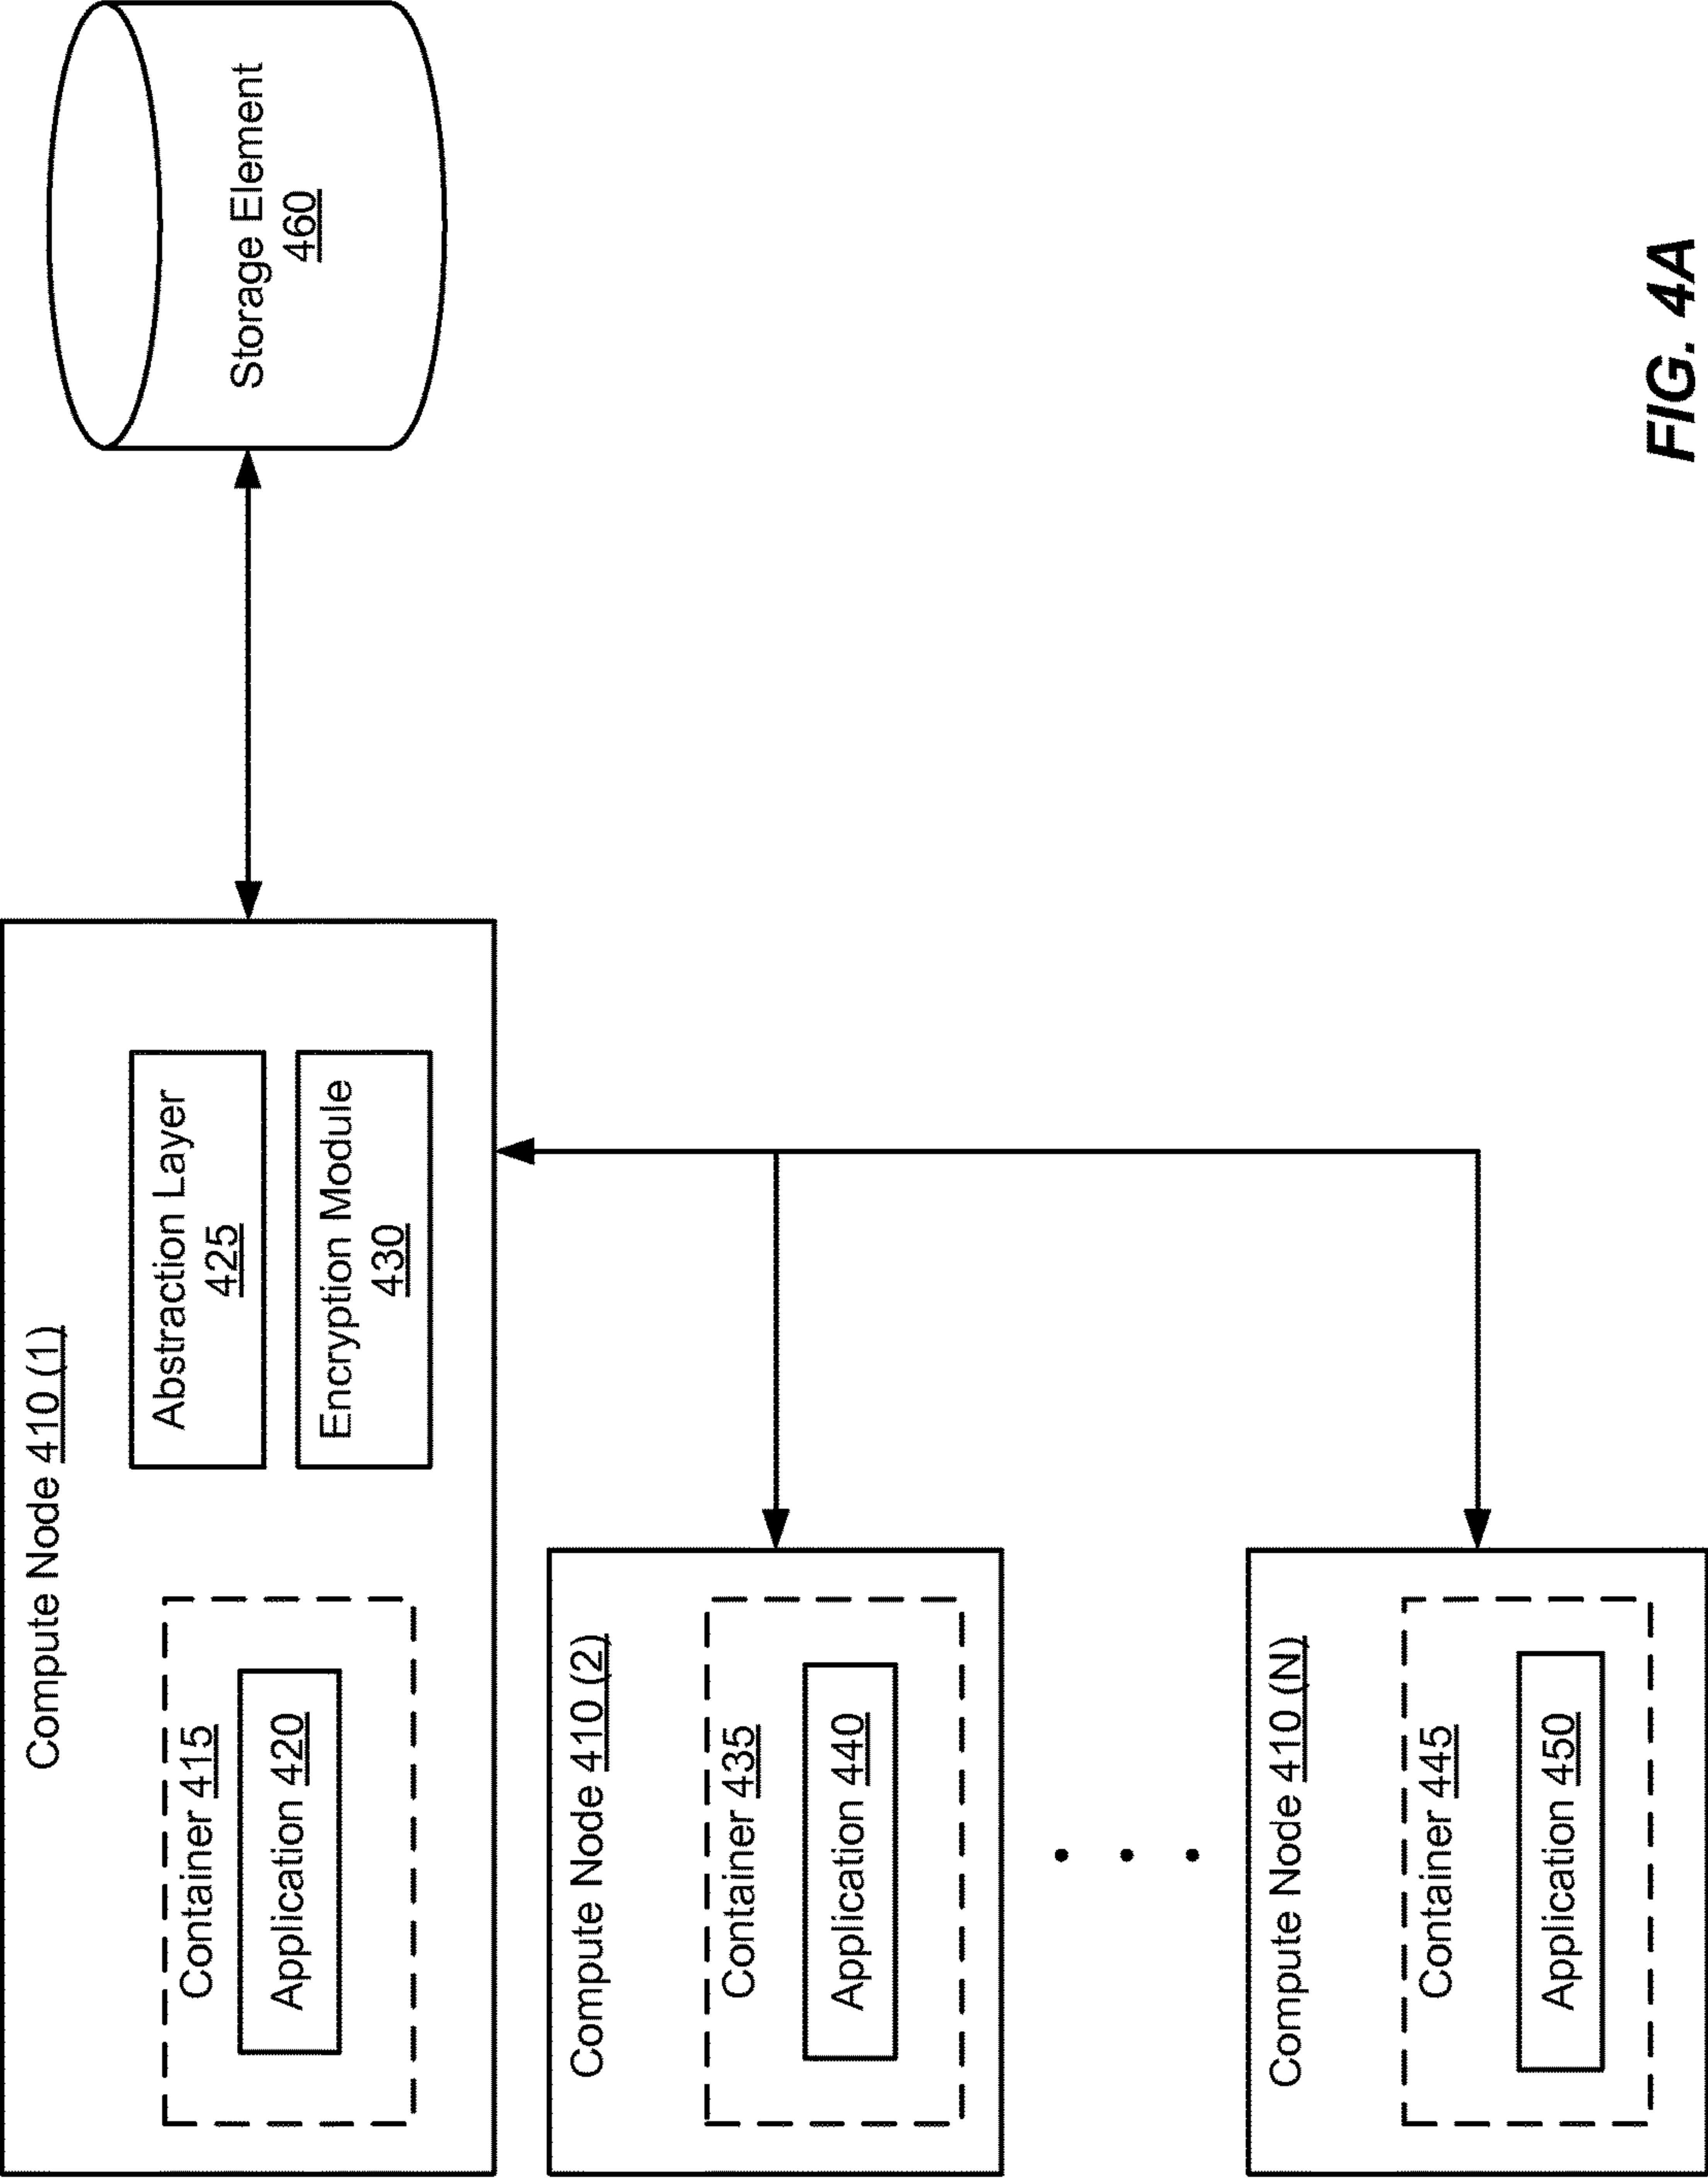 Compute Node 410 (1)
Container 415
Application 420
Abstraction Layer
425
Encryption Module
430
Storage Element
460
Compute Node 410 (2)
Container 435
Application 440
Compute Node 410 (N)
Container 445
Application 450
FIG. 4A